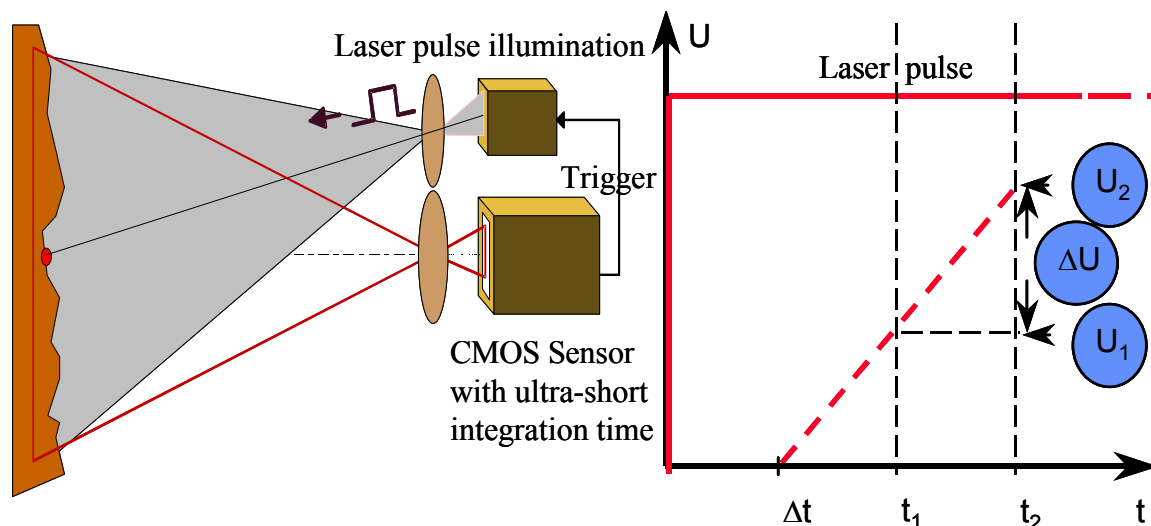 Laser pulse illumination
Trigger
CMOS Sensor
with ultra-short
integration time
U
Laser pulse
U₂
ΔU
U₁
Δt
t₁
t₂
t